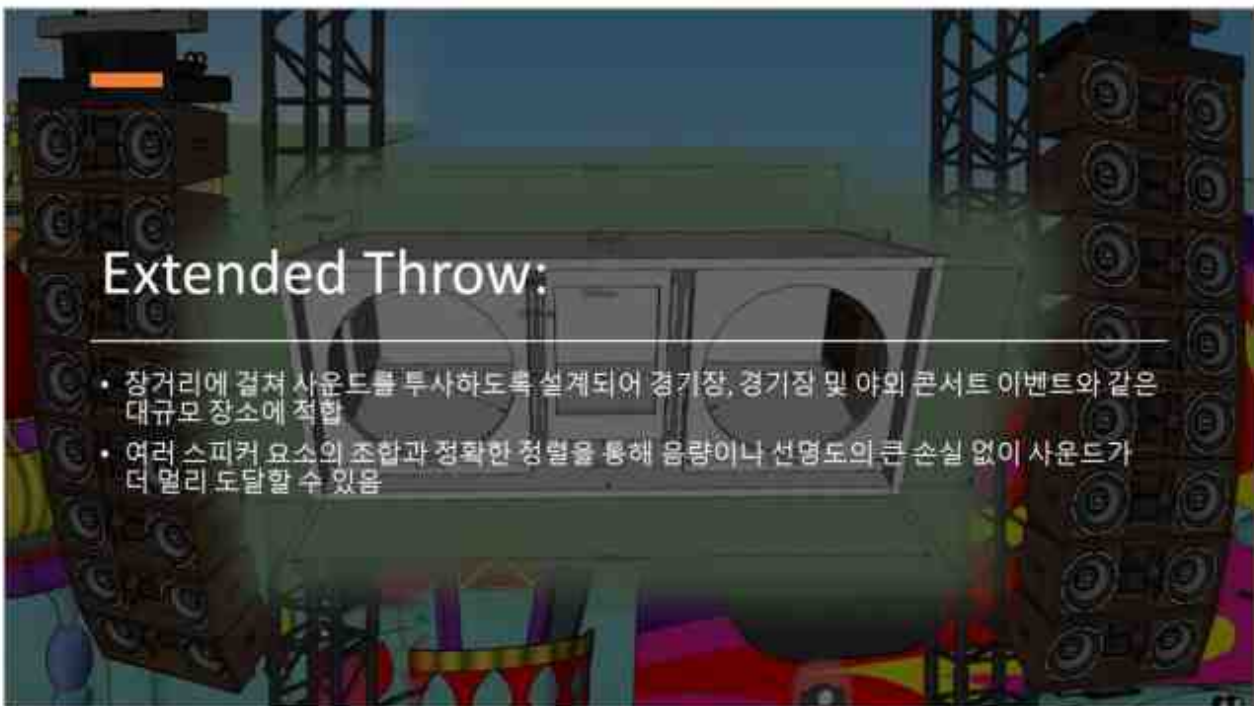 Extended Throw:
• 장거리에 걸쳐 사운드를 투사하도록 설계되어 경기장, 경기장 및 야외 콘서트 이벤트와 같은
대규모 장소에 적합
• 여러 스피커 요소의 조합과 정확한 정렬을 통해 음량이나 선명도의 큰 손실 없이 사운드가
더 멀리 도달할 수 있음